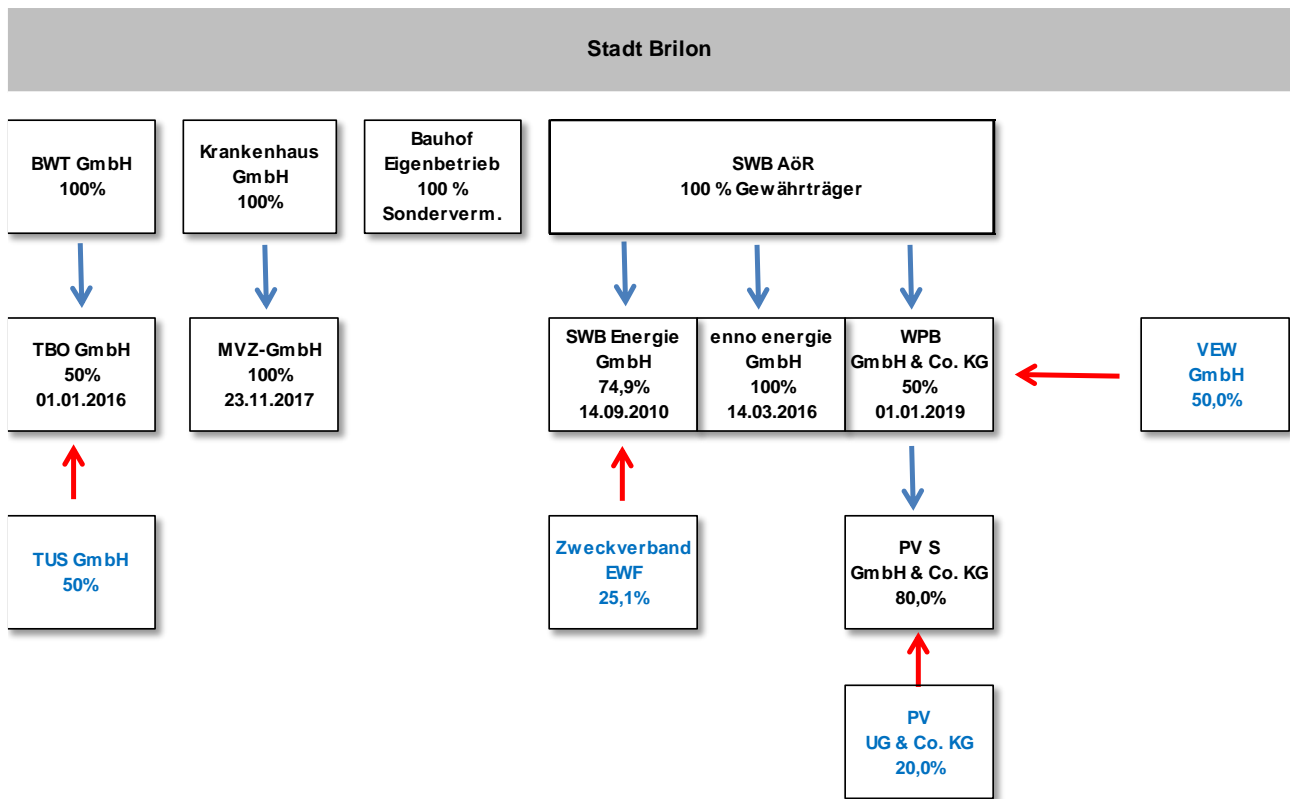 Stadt Brilon
BWT GmbH
100%
Krankenhaus
GmbH
100%
Bauhof
Eigenbetrieb
100 %
Sonderverm.
SWB AöR
100 % Gewährträger
TBO GmbH
50%
01.01.2016
MVZ-GmbH
100%
23.11.2017
SWB Energie
GmbH
74,9%
14.09.2010
enno energie
GmbH
100%
14.03.2016
WPB
GmbH & Co. KG
50%
01.01.2019
VEW
GmbH
50,0%
TUS GmbH
50%
Zweckverband
EWF
25,1%
PV S
GmbH & Co. KG
80,0%
PV
UG & Co. KG
20,0%